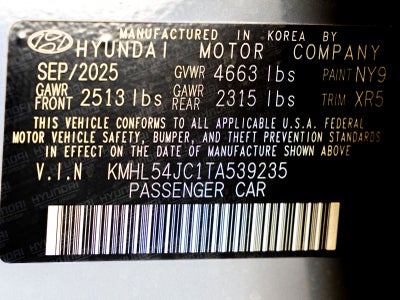 MANUFACTURED IN KOREA BY
HYUNDAI MOTOR COMPANY
SEP/2025 GVWR 4663 lbs PAINT NY9
GAWR FRONT 2513 lbs GAWR REAR 2315 lbs TRIM XR5
THIS VEHICLE CONFORMS TO ALL APPLICABLE U.S.A. FEDERAL
MOTOR VEHICLE SAFETY, BUMPER, AND THEFT PREVENTION STANDARDS
IN EFFECT ON THE DATE OF MANUFACTURE SHOWN ABOVE
V.I.N KMHL54JC1TA539235
PASSENGER CAR